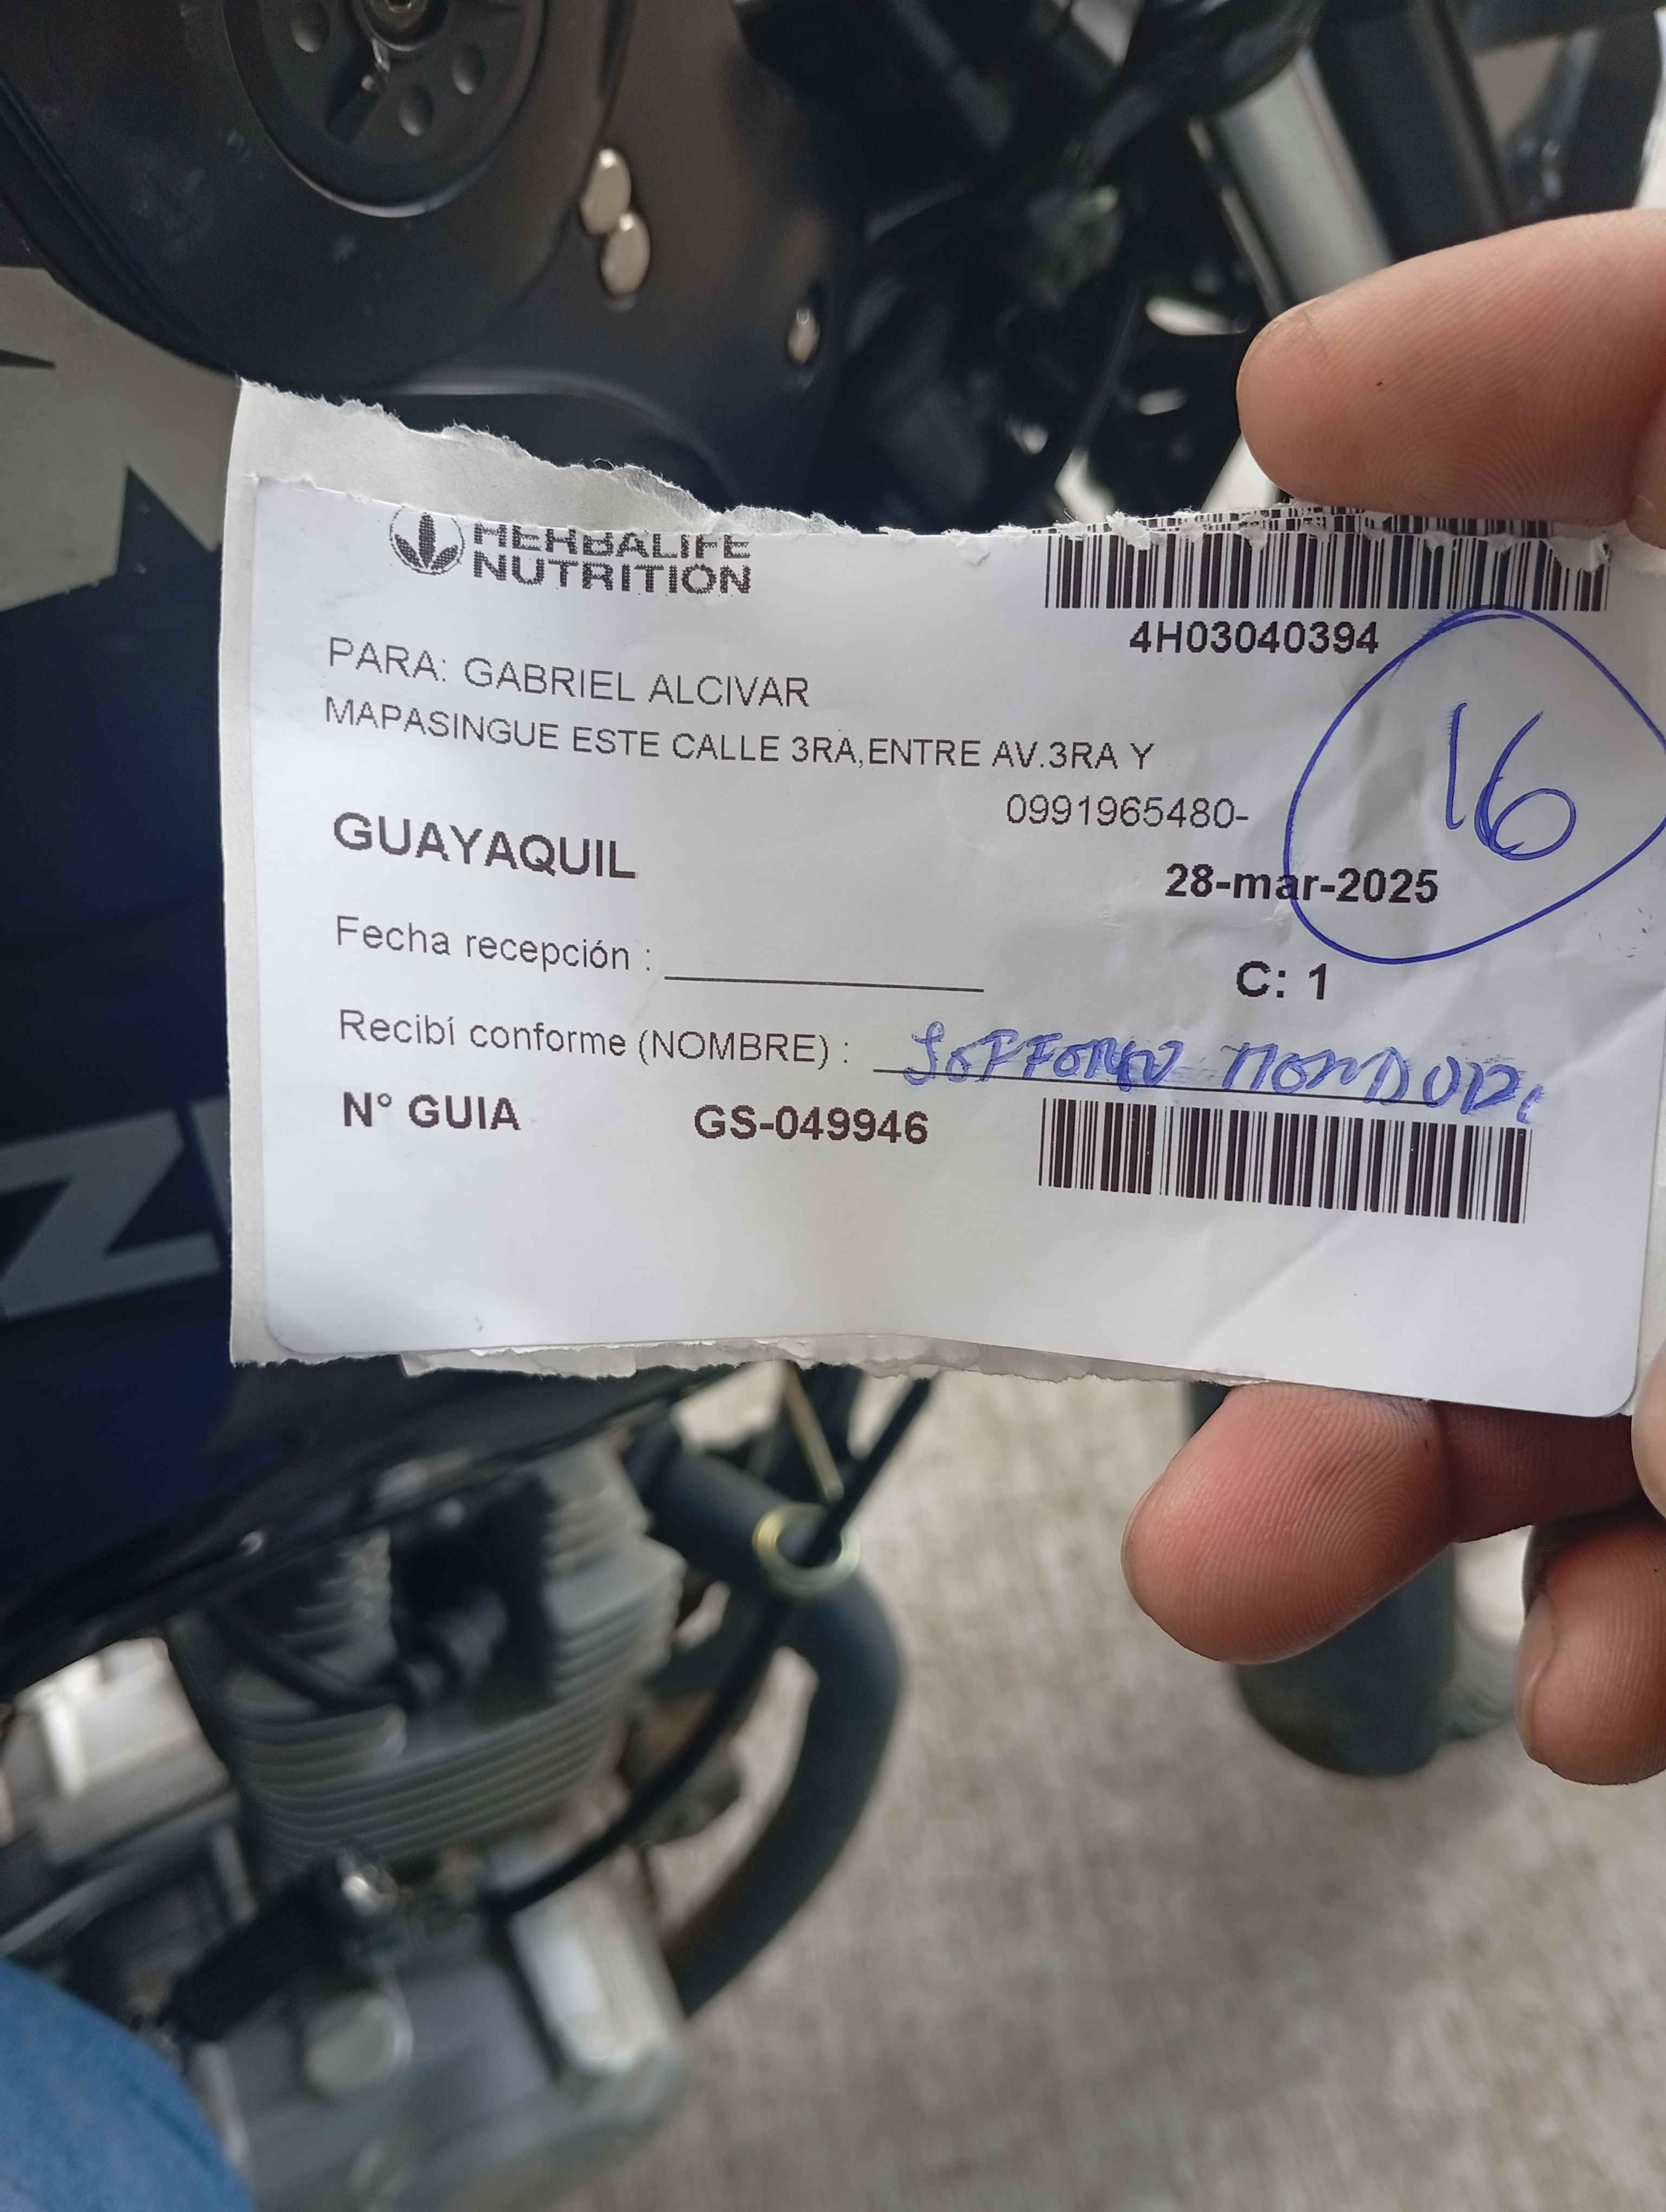 HERBALIFE
NUTRITION
4H03040394
16
PARA: GABRIEL ALCIVAR
MAPASINGUE ESTE CALLE 3RA,ENTRE AV.3RA Y
0991965480-
GUAYAQUIL
28-mar-2025
Fecha recepción :
C: 1
Recibí conforme (NOMBRE) :
N° GUIA GS-049946